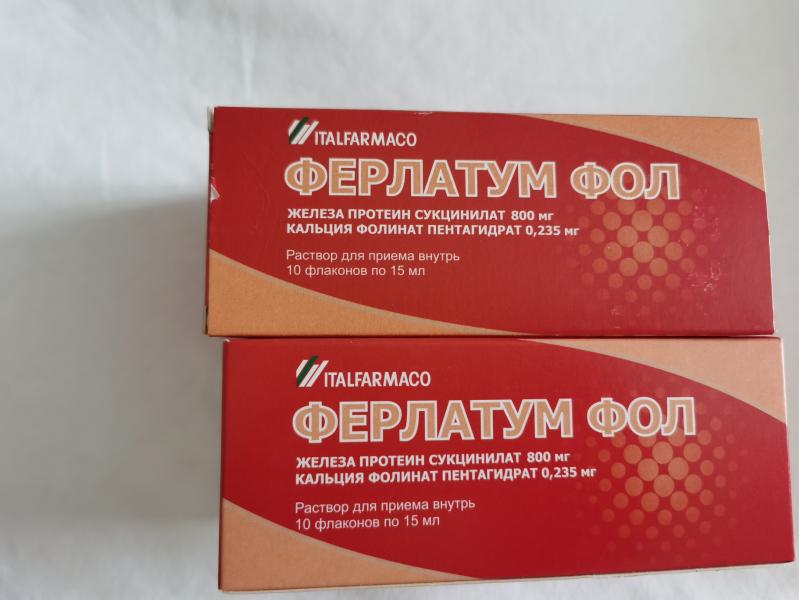 ITALFARMACO
ФЕРЛАТУМ ФОЛ
ЖЕЛЕЗА ПРОТЕИН СУКЦИНИЛАТ 800 мг
КАЛЬЦИЯ ФОЛИНАТ ПЕНТАГИДРАТ 0,235 мг
Раствор для приема внутрь
10 флаконов по 15 мл
ITALFARMACO
ФЕРЛАТУМ ФОЛ
ЖЕЛЕЗА ПРОТЕИН СУКЦИНИЛАТ 800 мг
КАЛЬЦИЯ ФОЛИНАТ ПЕНТАГИДРАТ 0,235 мг
Раствор для приема внутрь
10 флаконов по 15 мл